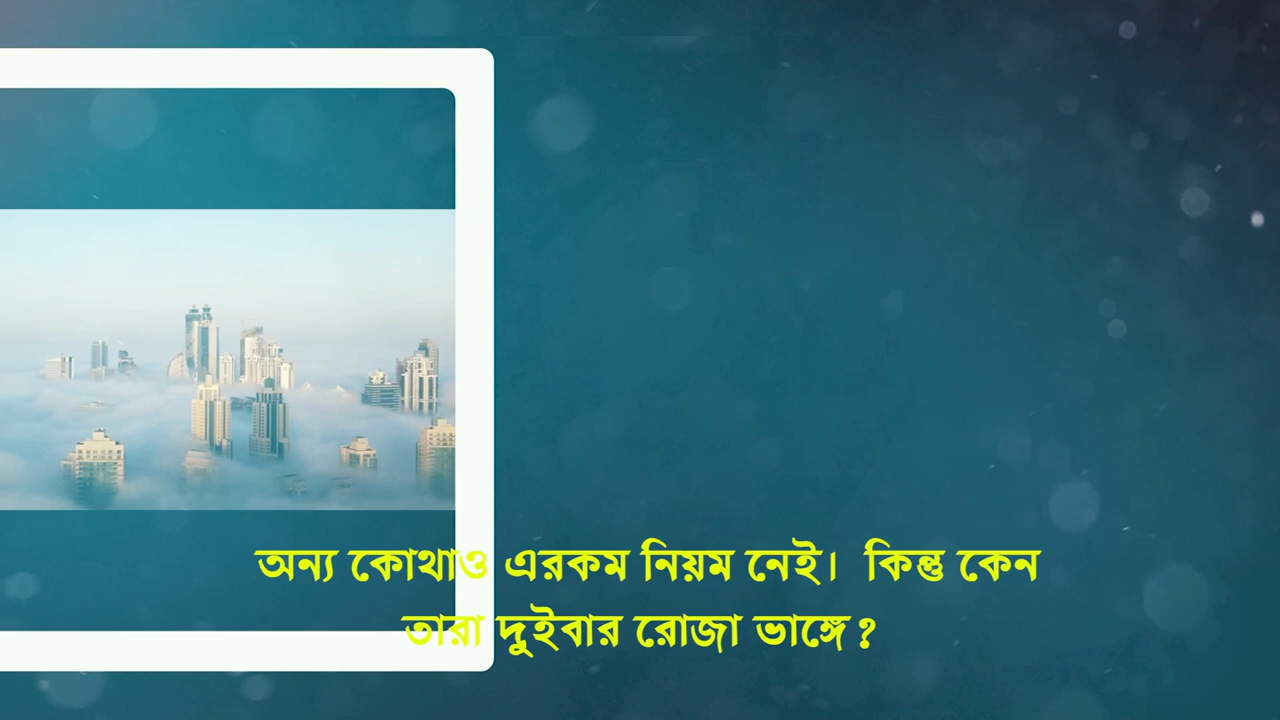 অন্য কোথাও এরকম নিয়ম নেই। কিন্তু কেন
তারা দুইবার রোজা ভাঙ্গে?